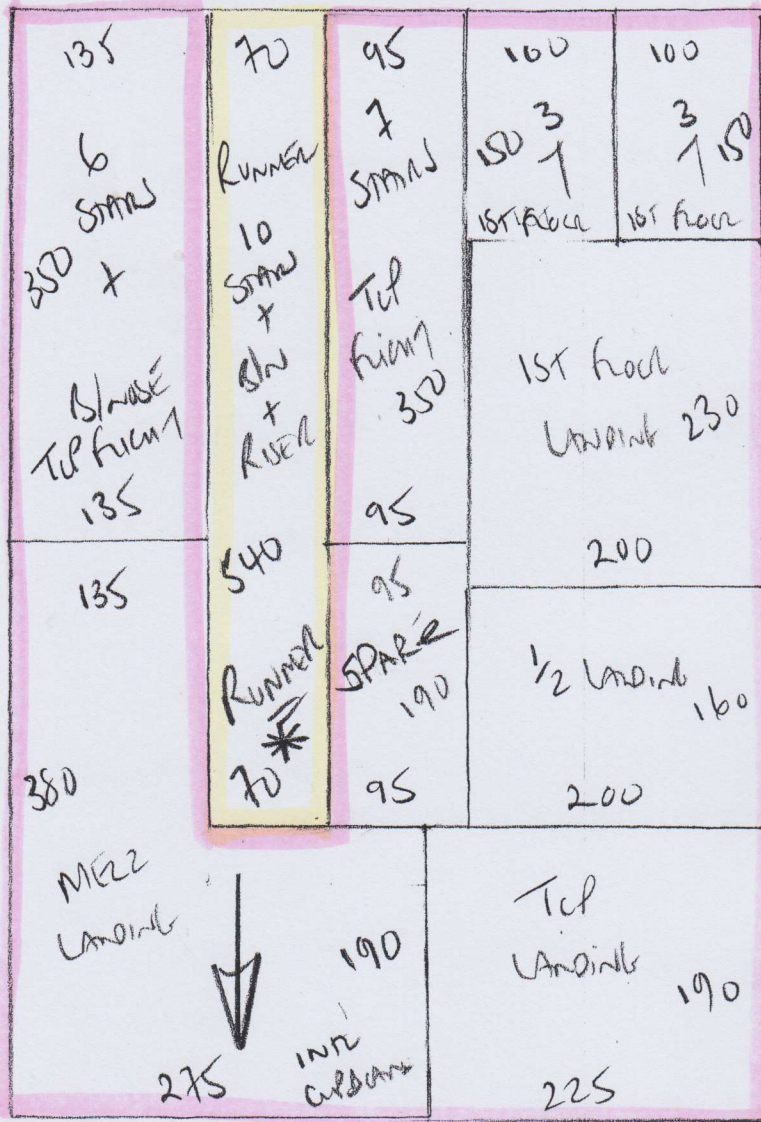 135
6
STAIRS
350 +
B/NOSE
TOP FLIGHT
135
70
RUNNER
10
STAIRS
+
B/N
+
RISER
540
RUNNER
*
70
95
7
STAIRS
TOP
FLIGHT
350
95
100
150 3
1ST FLOOR
100
3 150
1ST FLOOR
1ST FLOOR
LANDING 230
200
135
380
MEZZ
LANDING
190
INTO
CUPBOARD
275
95
SPARE
190
95
1/2 LANDING 160
200
TOP
LANDING
190
225